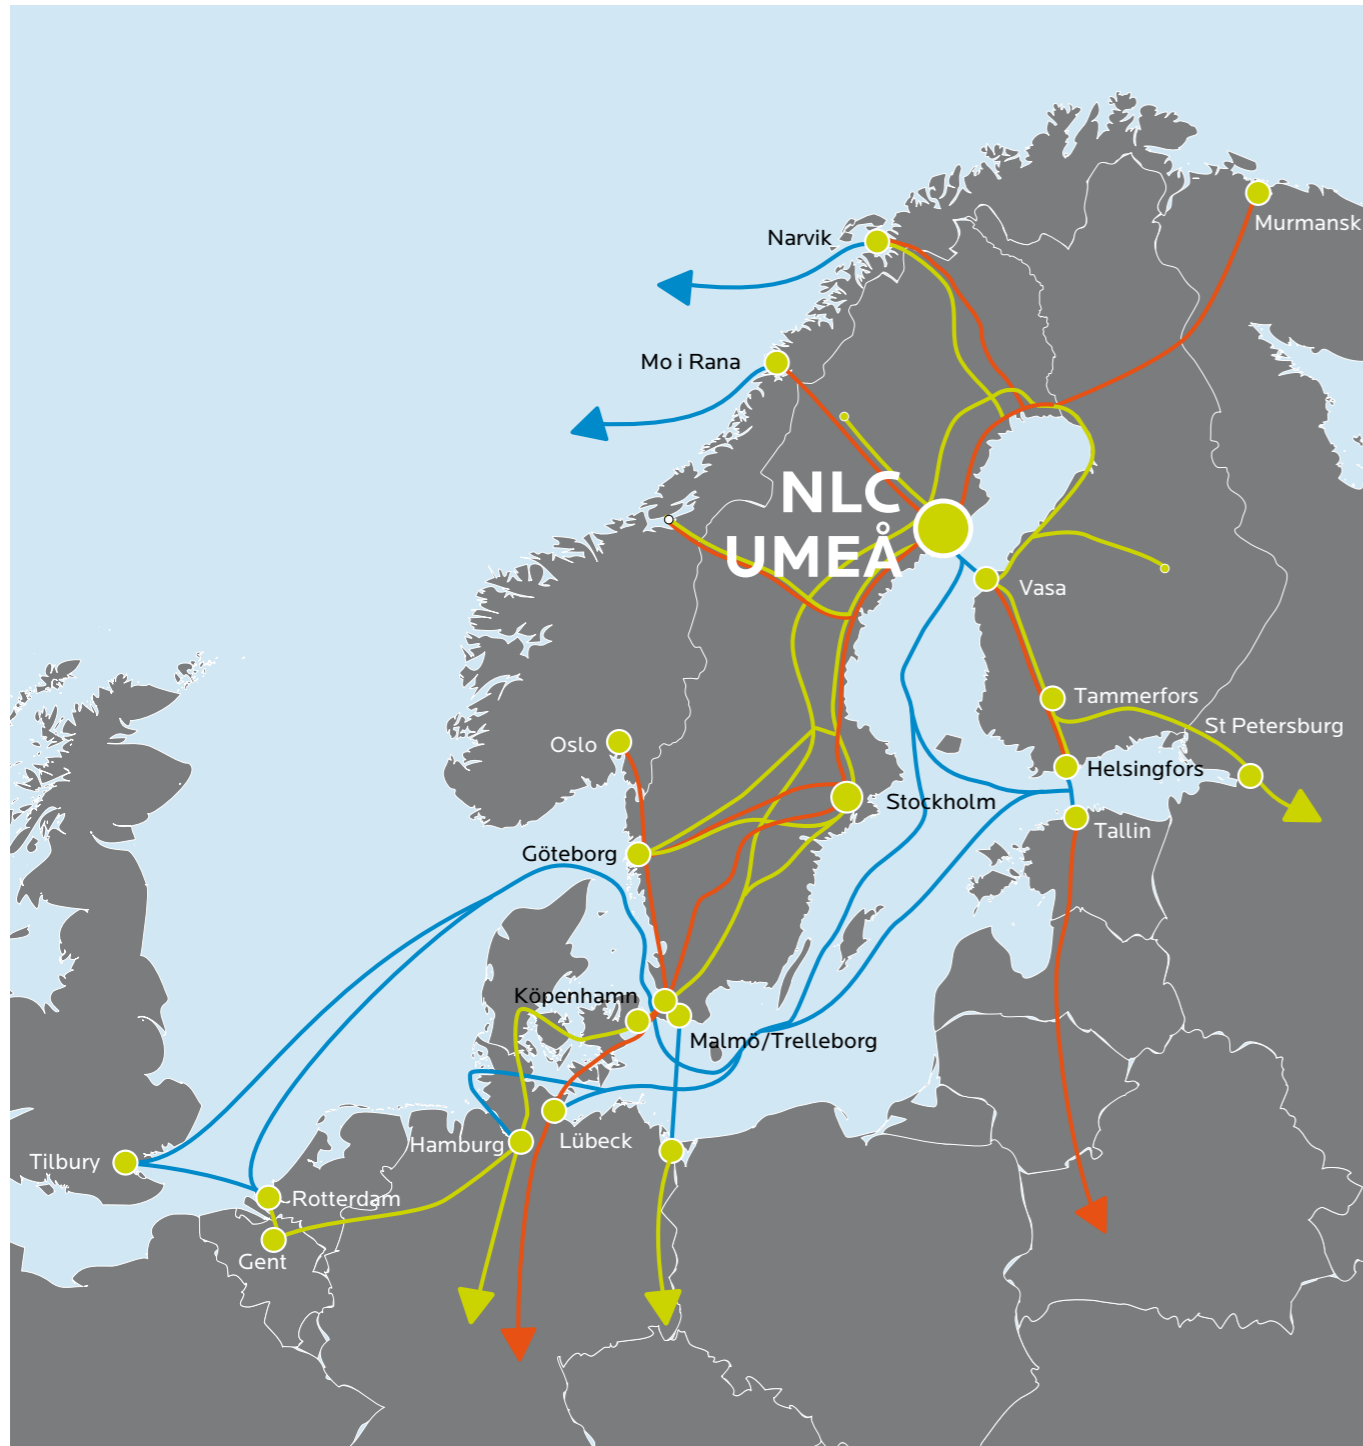 Murmansk
Narvik
Mo i Rana
NLC
UMEÅ
Vasa
Tammerfors
St Petersburg
Oslo
Helsingfors
Stockholm
Tallin
Göteborg
Köpenhamn
Malmö/Trelleborg
Hamburg
Lübeck
Tilbury
Rotterdam
Gent